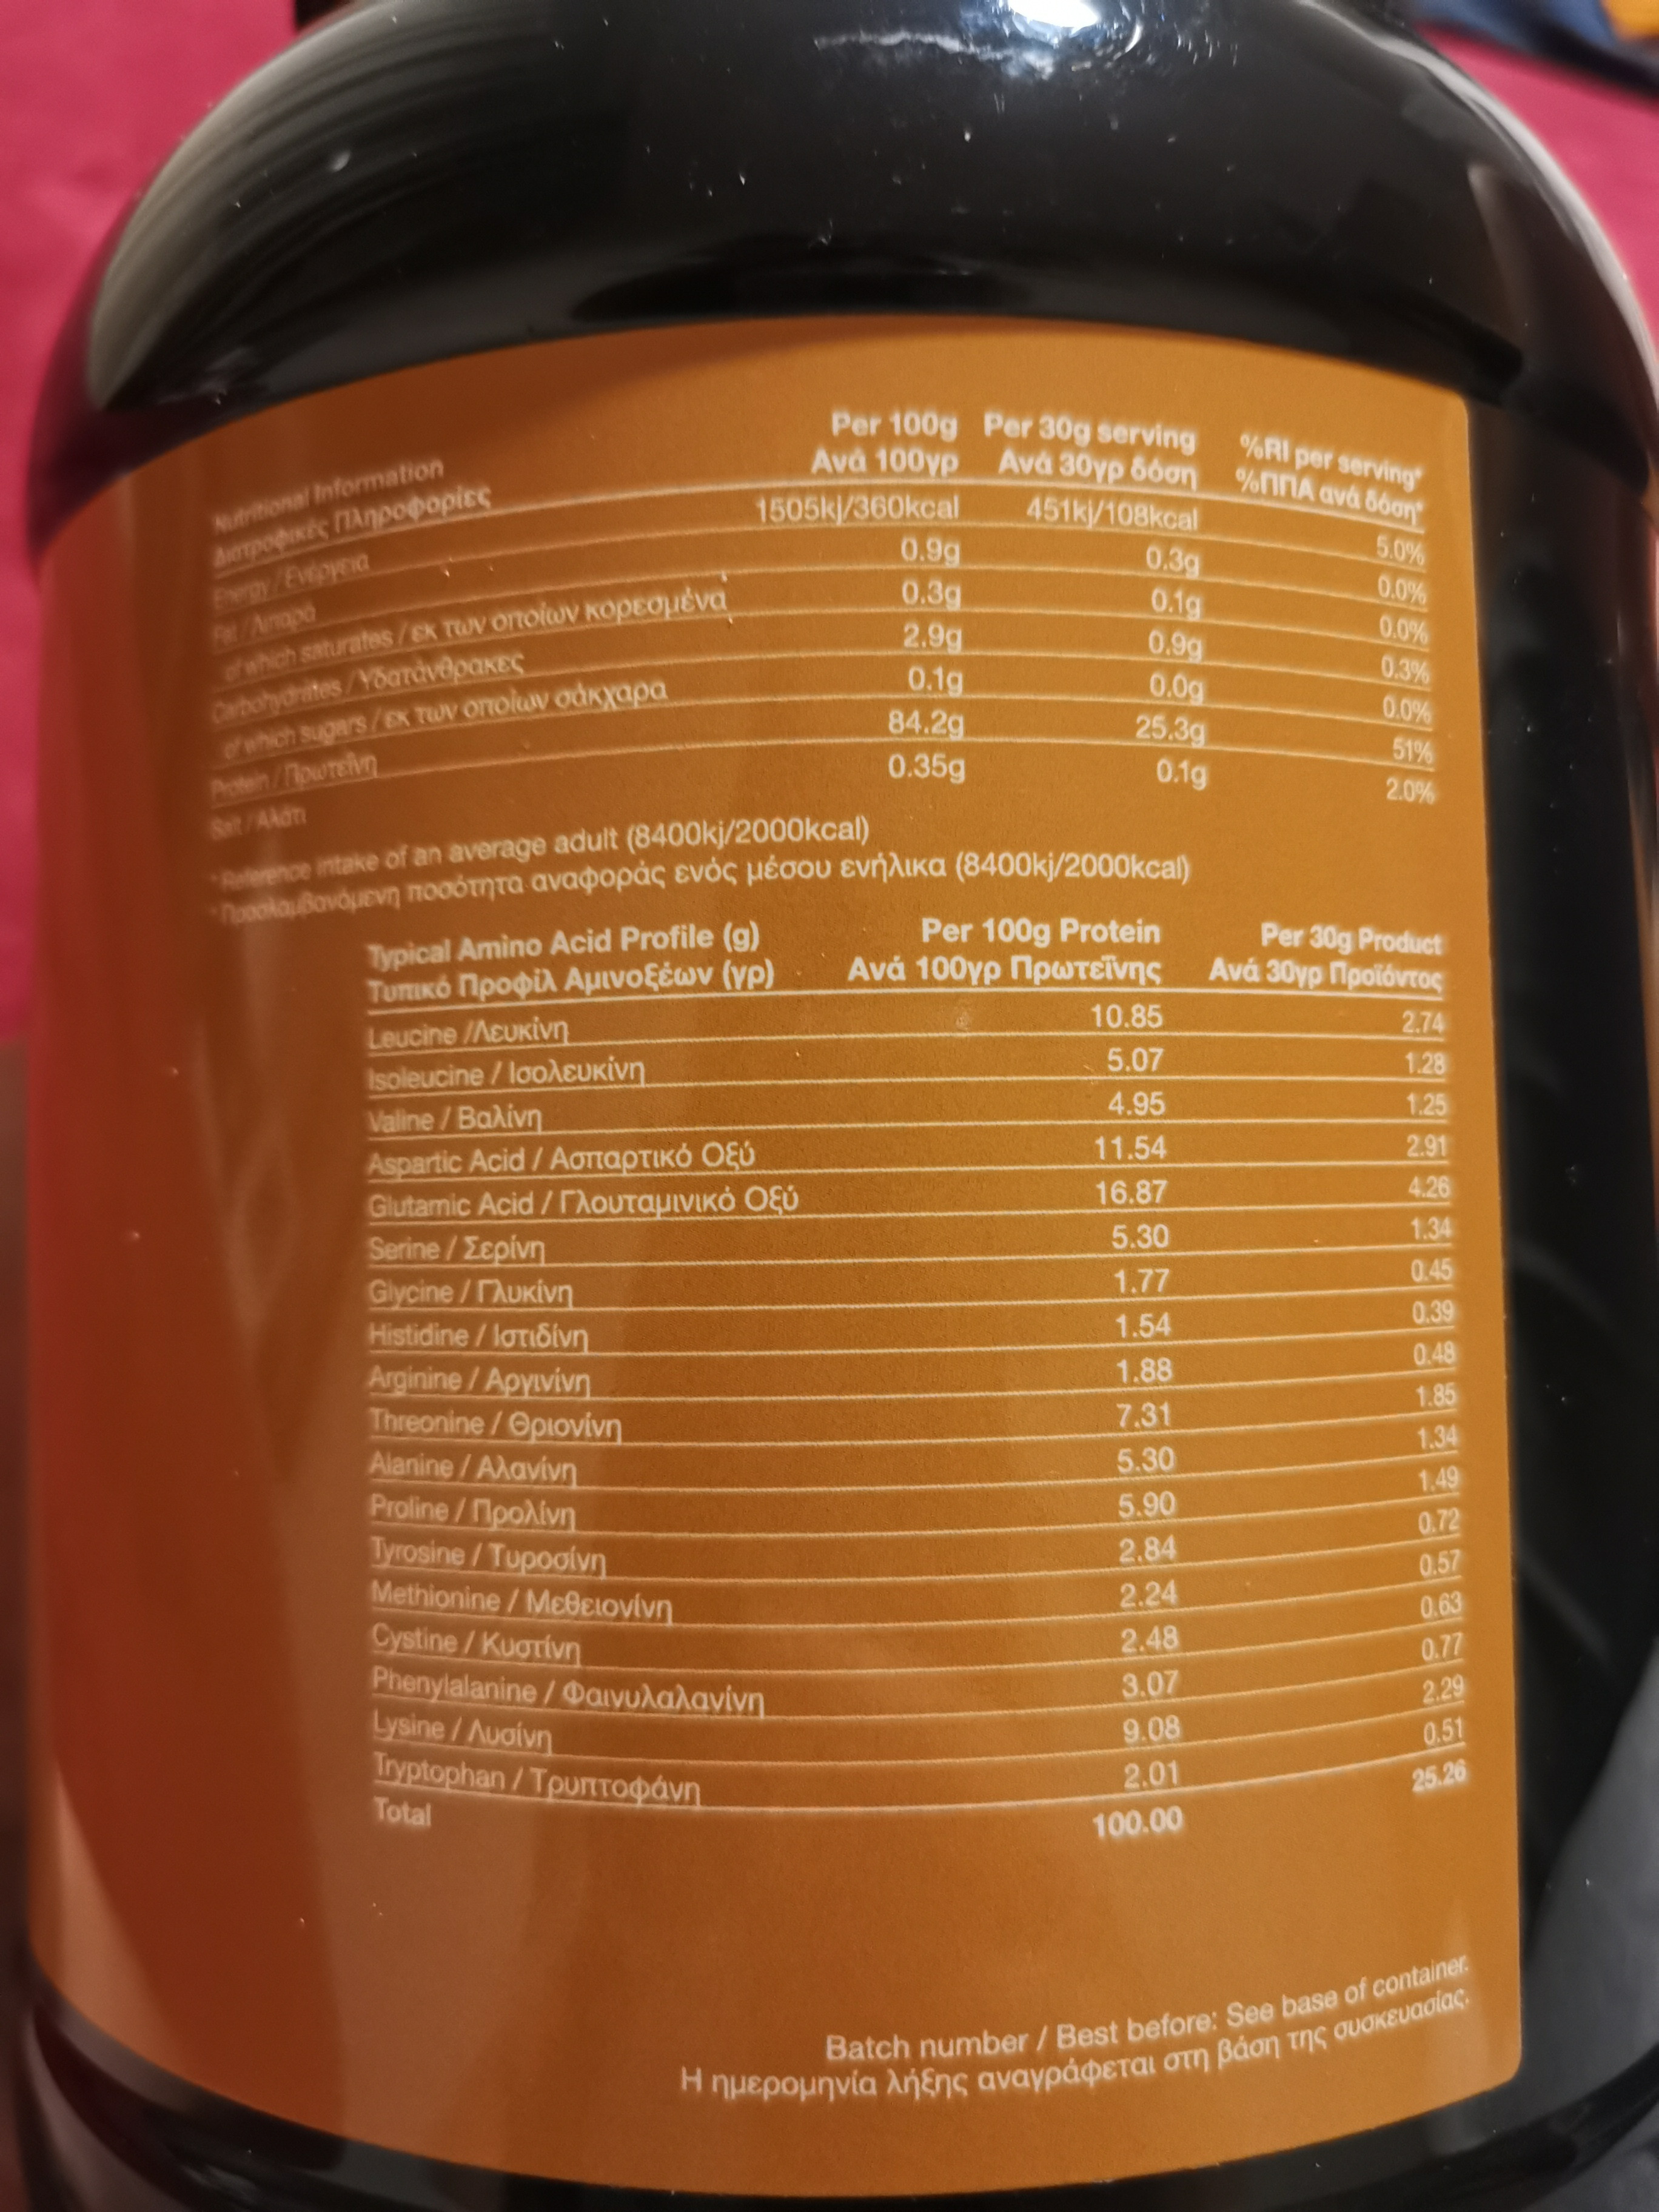 Per 100g Per 30g serving %RI per serving*
Nutritional Information Ανά 100γρ Ανά 30γρ δόση %ΠΠΑ ανά δόση*
Διατροφικές Πληροφορίες
Energy / Ενέργεια 1505kj/360kcal 451kj/108kcal 5.0%
Fat / Λιπαρά 0.9g 0.3g 0.0%
of which saturates / εκ των οποίων κορεσμένα 0.3g 0.1g 0.0%
Carbohydrates / Υδατάνθρακες 2.9g 0.9g 0.3%
of which sugars / εκ των οποίων σάκχαρα 0.1g 0.0g 0.0%
Protein / Πρωτεΐνη 84.2g 25.3g 51%
Salt / Αλάτι 0.35g 0.1g 2.0%
* Reference intake of an average adult (8400kj/2000kcal)
* Προσλαμβανόμενη ποσότητα αναφοράς ενός μέσου ενήλικα (8400kj/2000kcal)
Typical Amino Acid Profile (g) Per 100g Protein Per 30g Product
Τυπικό Προφίλ Αμινοξέων (γρ) Ανά 100γρ Πρωτεΐνης Ανά 30γρ Προϊόντος
Leucine /Λευκίνη 10.85 2.74
Isoleucine / Ισολευκίνη 5.07 1.28
Valine / Βαλίνη 4.95 1.25
Aspartic Acid / Ασπαρτικό Οξύ 11.54 2.91
Glutamic Acid / Γλουταμινικό Οξύ 16.87 4.26
Serine / Σερίνη 5.30 1.34
Glycine / Γλυκίνη 1.77 0.45
Histidine / Ιστιδίνη 1.54 0.39
Arginine / Αργινίνη 1.88 0.48
Threonine / Θριονίνη 7.31 1.85
Alanine / Αλανίνη 5.30 1.34
Proline / Προλίνη 5.90 1.49
Tyrosine / Τυροσίνη 2.84 0.72
Methionine / Μεθειονίνη 2.24 0.57
Cystine / Κυστίνη 2.48 0.63
Phenylalanine / Φαινυλαλανίνη 3.07 0.77
Lysine / Λυσίνη 9.08 2.29
Tryptophan / Τρυπτοφάνη 2.01 0.51
Total 100.00 25.26
Batch number / Best before: See base of container.
Η ημερομηνία λήξης αναγράφεται στη βάση της συσκευασίας.